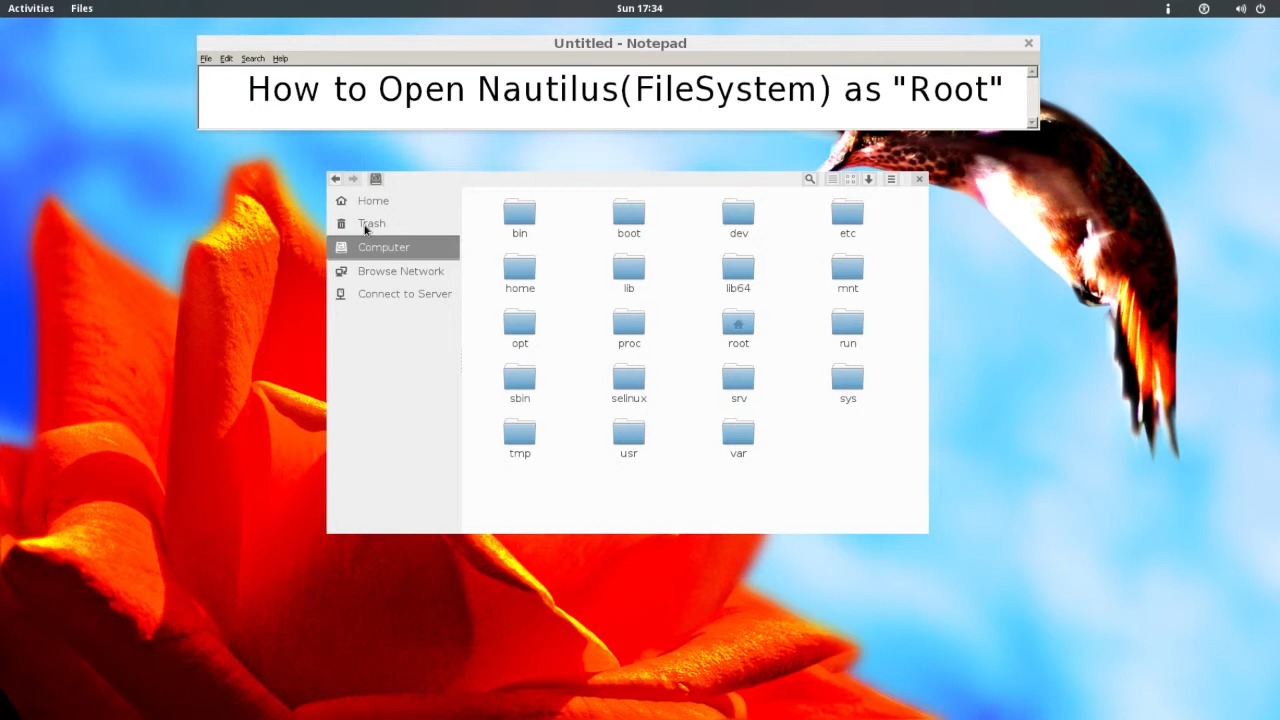 Activities Files Sun 17:34
Untitled - Notepad
File Edit Search Help
How to Open Nautilus(FileSystem) as "Root"
Home
Trash
Computer
Browse Network
Connect to Server
bin boot dev etc
home lib lib64 mnt
opt proc root run
sbin selinux srv sys
tmp usr var